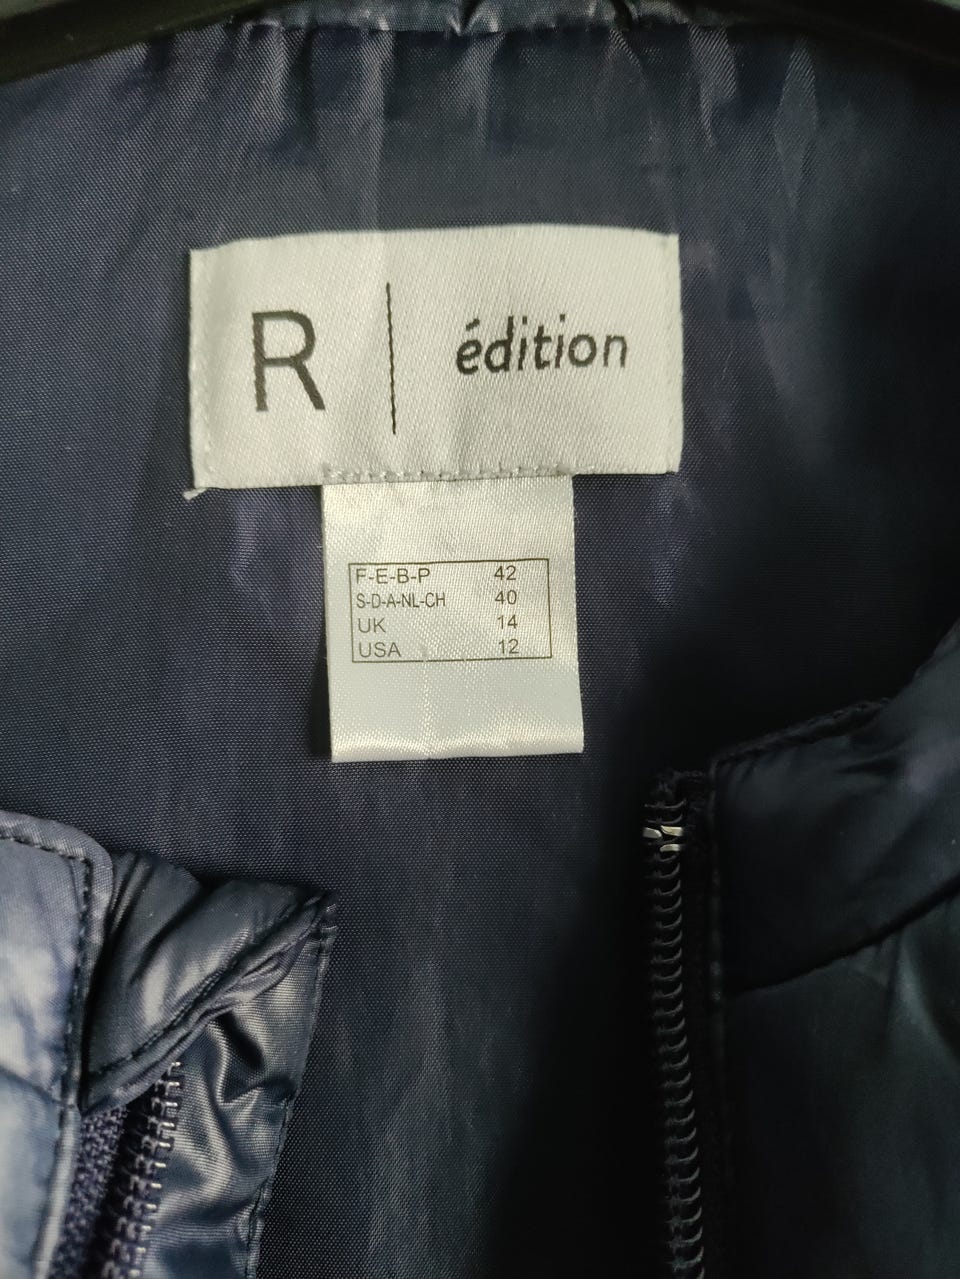 R | édition
F-E-B-P 42
S-D-A-NL-CH 40
UK 14
USA 12